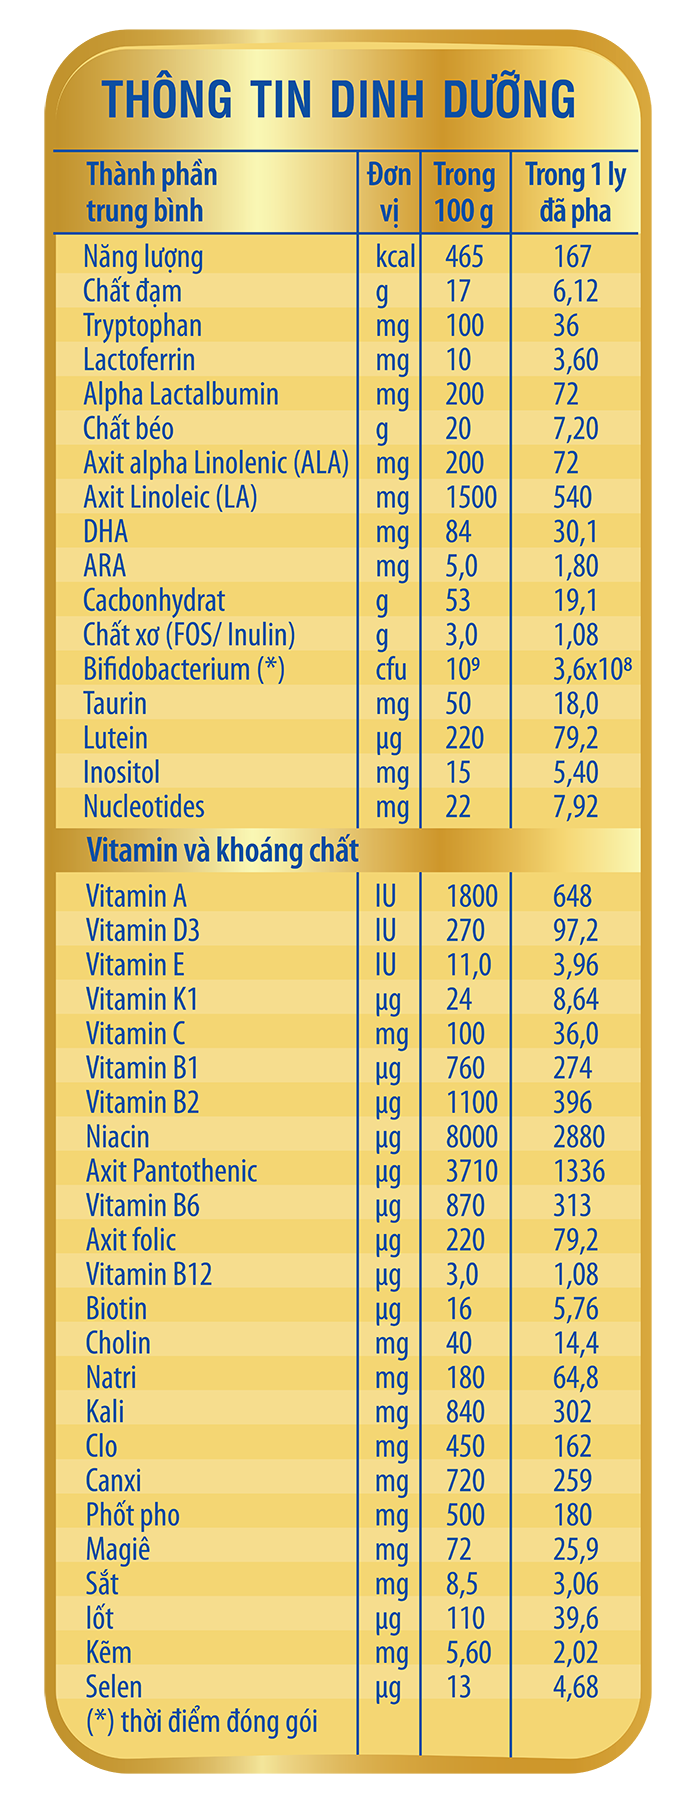 THÔNG TIN DINH DƯỠNG
Thành phần trung bình Đơn vị Trong 100 g Trong 1 ly đã pha
Năng lượng kcal 465 167
Chất đạm g 17 6,12
Tryptophan mg 100 36
Lactoferrin mg 10 3,60
Alpha Lactalbumin mg 200 72
Chất béo g 20 7,20
Axit alpha Linolenic (ALA) mg 200 72
Axit Linoleic (LA) mg 1500 540
DHA mg 84 30,1
ARA mg 5,0 1,80
Cacbonhydrat g 53 19,1
Chất xơ (FOS/ Inulin) g 3,0 1,08
Bifidobacterium (*) cfu 10⁹ 3,6x10⁸
Taurin mg 50 18,0
Lutein µg 220 79,2
Inositol mg 15 5,40
Nucleotides mg 22 7,92
Vitamin và khoáng chất
Vitamin A IU 1800 648
Vitamin D3 IU 270 97,2
Vitamin E IU 11,0 3,96
Vitamin K1 µg 24 8,64
Vitamin C mg 100 36,0
Vitamin B1 µg 760 274
Vitamin B2 µg 1100 396
Niacin µg 8000 2880
Axit Pantothenic µg 3710 1336
Vitamin B6 µg 870 313
Axit folic µg 220 79,2
Vitamin B12 µg 3,0 1,08
Biotin µg 16 5,76
Cholin mg 40 14,4
Natri mg 180 64,8
Kali mg 840 302
Clo mg 450 162
Canxi mg 720 259
Phốt pho mg 500 180
Magiê mg 72 25,9
Sắt mg 8,5 3,06
Iốt µg 110 39,6
Kẽm mg 5,60 2,02
Selen µg 13 4,68
(*) thời điểm đóng gói